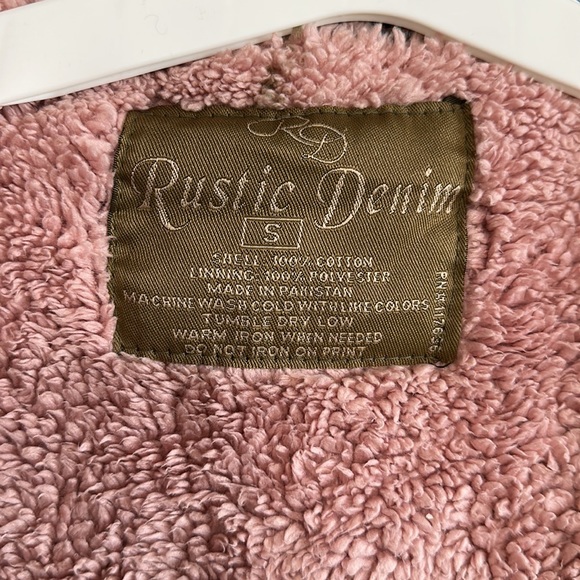 RD
Rustic Denim
S
SHELL: 100% COTTON
LINNING: 100% POLYESTER
MADE IN PAKISTAN
MACHINE WASH COLD WITH LIKE COLORS
TUMBLE DRY LOW
WARM IRON WHEN NEEDED
DO NOT IRON ON PRINT